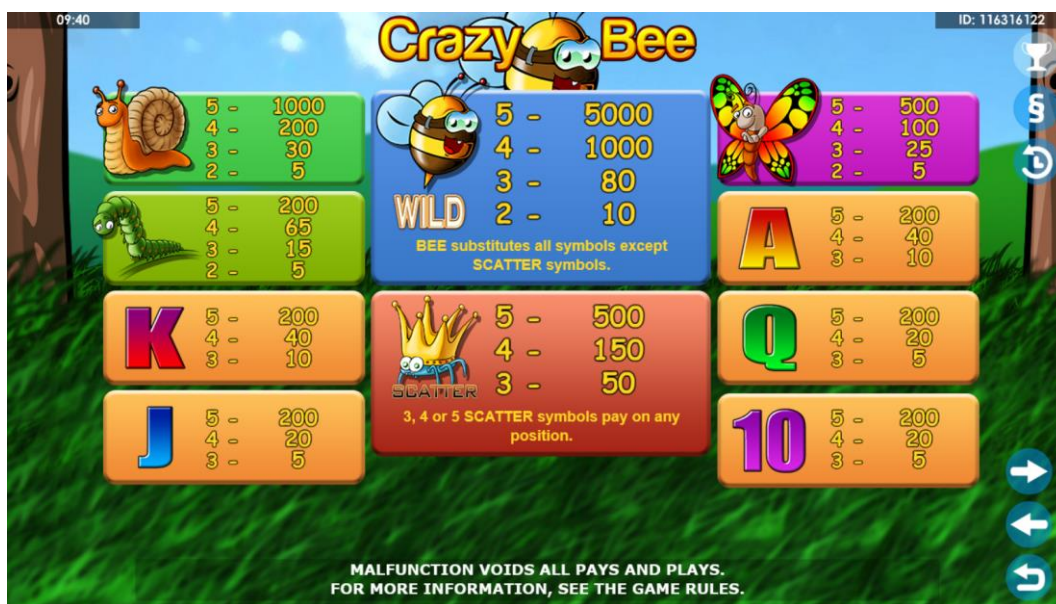 09:40
ID: 116316122
Crazy Bee
5 - 1000
4 - 200
3 - 30
2 - 5
5 - 5000
4 - 1000
3 - 80
2 - 10
WILD
BEE substitutes all symbols except
SCATTER symbols.
5 - 500
4 - 100
3 - 25
2 - 5
5 - 200
4 - 65
3 - 15
2 - 5
A
5 - 200
4 - 40
3 - 10
K
5 - 200
4 - 40
3 - 10
5 - 500
4 - 150
3 - 50
SCATTER
3, 4 or 5 SCATTER symbols pay on any
position.
Q
5 - 200
4 - 20
3 - 5
J
5 - 200
4 - 20
3 - 5
10
5 - 200
4 - 20
3 - 5
§
MALFUNCTION VOIDS ALL PAYS AND PLAYS.
FOR MORE INFORMATION, SEE THE GAME RULES.